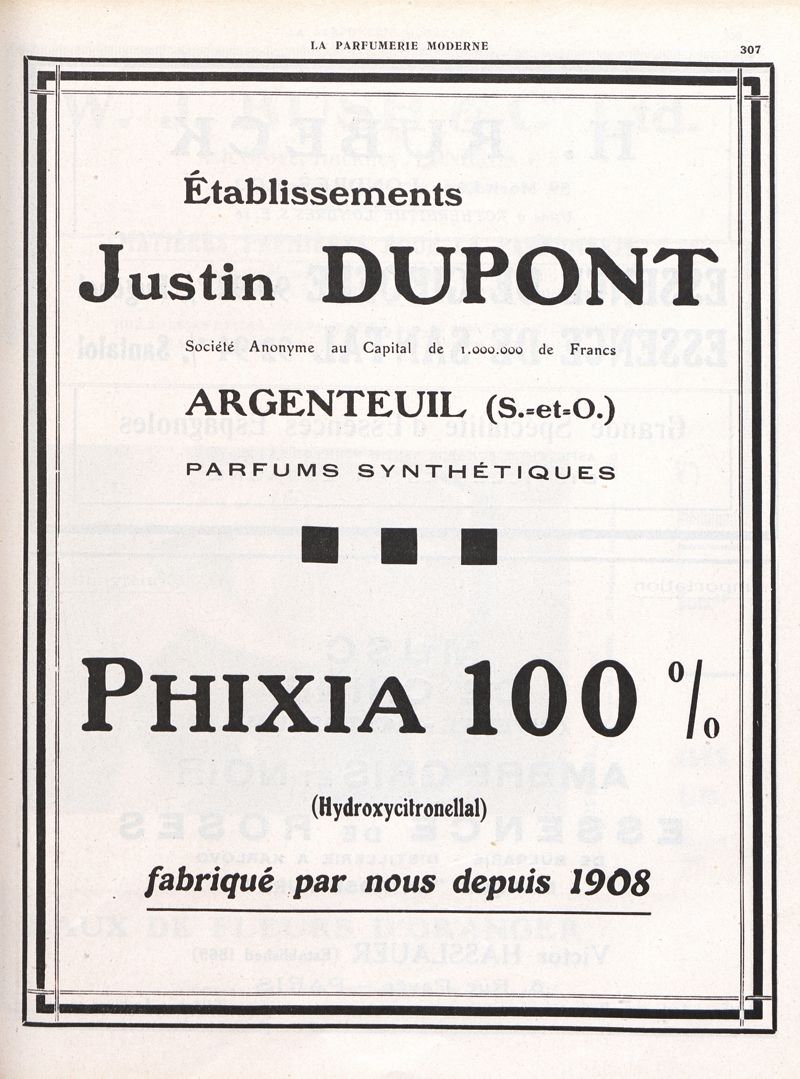 LA PARFUMERIE MODERNE
307
Établissements
Justin DUPONT
Société Anonyme au Capital de 1.000.000 de Francs
ARGENTEUIL (S.=et=O.)
PARFUMS SYNTHÉTIQUES
PHIXIA 100 %
(Hydroxycitronellal)
fabriqué par nous depuis 1908